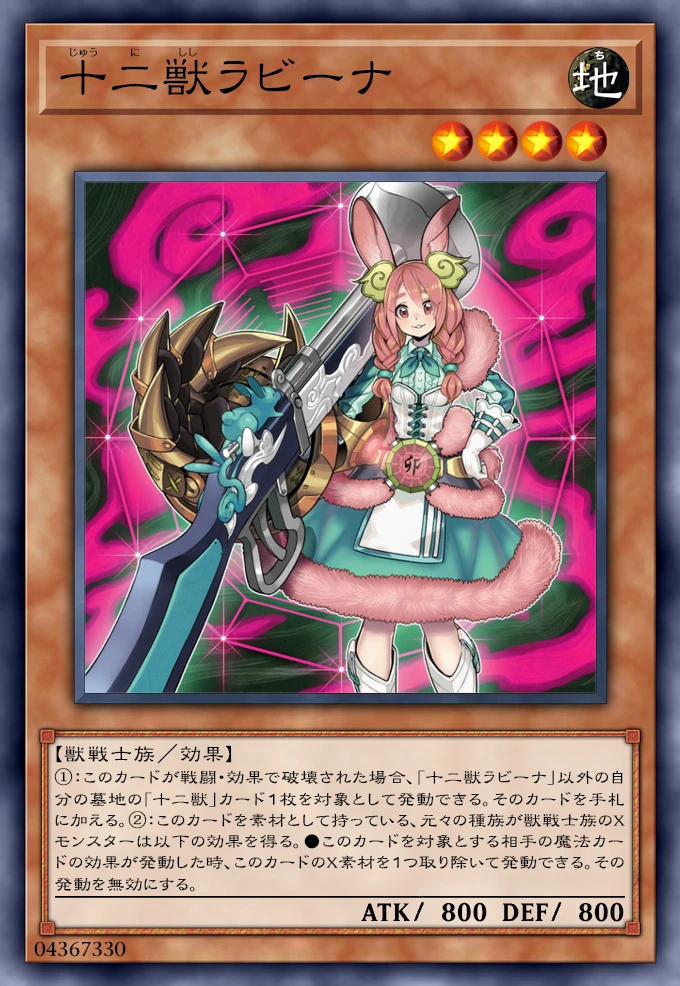 じゅう に しし
十二獣ラビーナ
ち
地
卯
【獣戦士族／効果】
①：このカードが戦闘・効果で破壊された場合、「十二獣ラビーナ」以外の自
分の墓地の「十二獣」カード１枚を対象として発動できる。そのカードを手札
に加える。②：このカードを素材として持っている、元々の種族が獣戦士族のX
モンスターは以下の効果を得る。●このカードを対象とする相手の魔法カー
ドの効果が発動した時、このカードのX素材を１つ取り除いて発動できる。その
発動を無効にする。
ATK/ 800 DEF/ 800
04367330